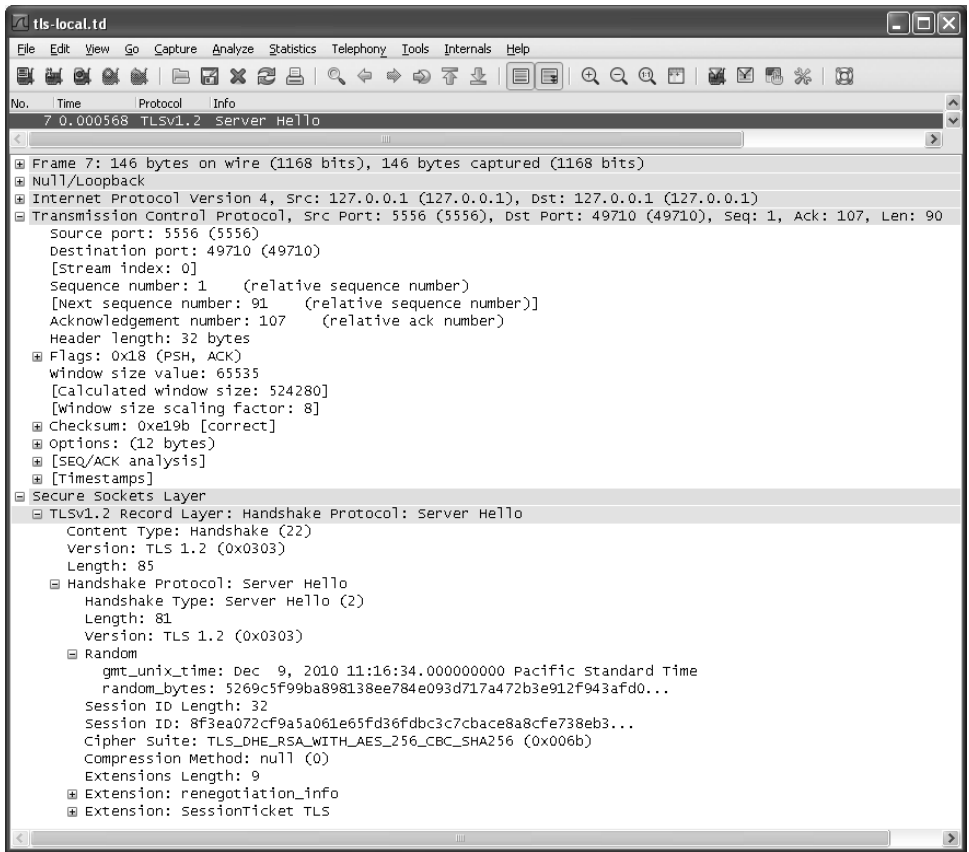 tls-local.td
File Edit View Go Capture Analyze Statistics Telephony Tools Internals Help
No. Time Protocol Info
7 0.000568 TLSv1.2 Server Hello
Frame 7: 146 bytes on wire (1168 bits), 146 bytes captured (1168 bits)
Null/Loopback
Internet Protocol Version 4, Src: 127.0.0.1 (127.0.0.1), Dst: 127.0.0.1 (127.0.0.1)
Transmission Control Protocol, Src Port: 5556 (5556), Dst Port: 49710 (49710), Seq: 1, Ack: 107, Len: 90
Source port: 5556 (5556)
Destination port: 49710 (49710)
[Stream index: 0]
Sequence number: 1 (relative sequence number)
[Next sequence number: 91 (relative sequence number)]
Acknowledgement number: 107 (relative ack number)
Header length: 32 bytes
Flags: 0x18 (PSH, ACK)
Window size value: 65535
[Calculated window size: 524280]
[Window size scaling factor: 8]
Checksum: 0xe19b [correct]
Options: (12 bytes)
[SEQ/ACK analysis]
[Timestamps]
Secure Sockets Layer
TLSv1.2 Record Layer: Handshake Protocol: Server Hello
Content Type: Handshake (22)
Version: TLS 1.2 (0x0303)
Length: 85
Handshake Protocol: Server Hello
Handshake Type: Server Hello (2)
Length: 81
Version: TLS 1.2 (0x0303)
Random
gmt_unix_time: Dec 9, 2010 11:16:34.000000000 Pacific Standard Time
random_bytes: 5269c5f99ba898138ee784e093d717a472b3e912f943afd0...
Session ID Length: 32
Session ID: 8f3ea072cf9a5a061e65fd36fdbc3c7cbace8a8cfe738eb3...
Cipher Suite: TLS_DHE_RSA_WITH_AES_256_CBC_SHA256 (0x006b)
Compression Method: null (0)
Extensions Length: 9
Extension: renegotiation_info
Extension: SessionTicket TLS